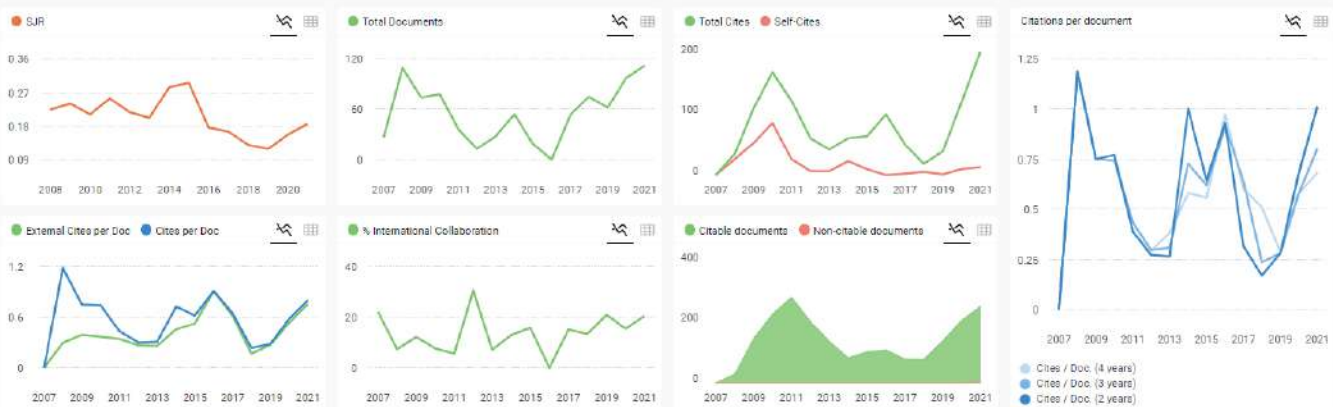 SJR
0.36
0.27
0.18
0.09
2008 2010 2012 2014 2016 2018 2020
Total Documents
120
60
0
2007 2009 2011 2013 2015 2017 2019 2021
Total Cites Self-Cites
200
100
0
2007 2009 2011 2013 2015 2017 2019 2021
Citations per document
1.25
1
0.75
0.5
0.25
0
2007 2009 2011 2013 2015 2017 2019 2021
Cites / Doc. (4 years)
Cites / Doc. (3 years)
Cites / Doc. (2 years)
External Cites per Doc Cites per Doc
1.2
0.6
0
2007 2009 2011 2013 2015 2017 2019 2021
% International Collaboration
40
20
0
2007 2009 2011 2013 2015 2017 2019 2021
Citable documents Non-citable documents
400
200
0
2007 2009 2011 2013 2015 2017 2019 2021